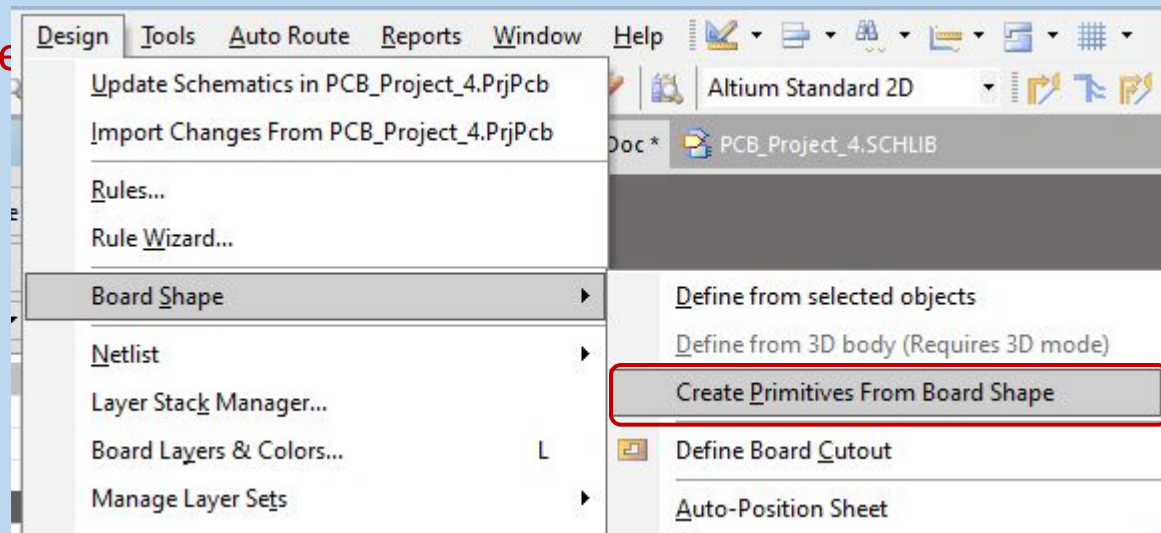 Design Tools Auto Route Reports Window Help
Update Schematics in PCB_Project_4.PrjPcb
Altium Standard 2D
Import Changes From PCB_Project_4.PrjPcb
Doc * PCB_Project_4.SCHLIB
Rules...
Rule Wizard...
Board Shape
Define from selected objects
Define from 3D body (Requires 3D mode)
Netlist
Create Primitives From Board Shape
Layer Stack Manager...
Board Layers & Colors... L
Define Board Cutout
Manage Layer Sets
Auto-Position Sheet